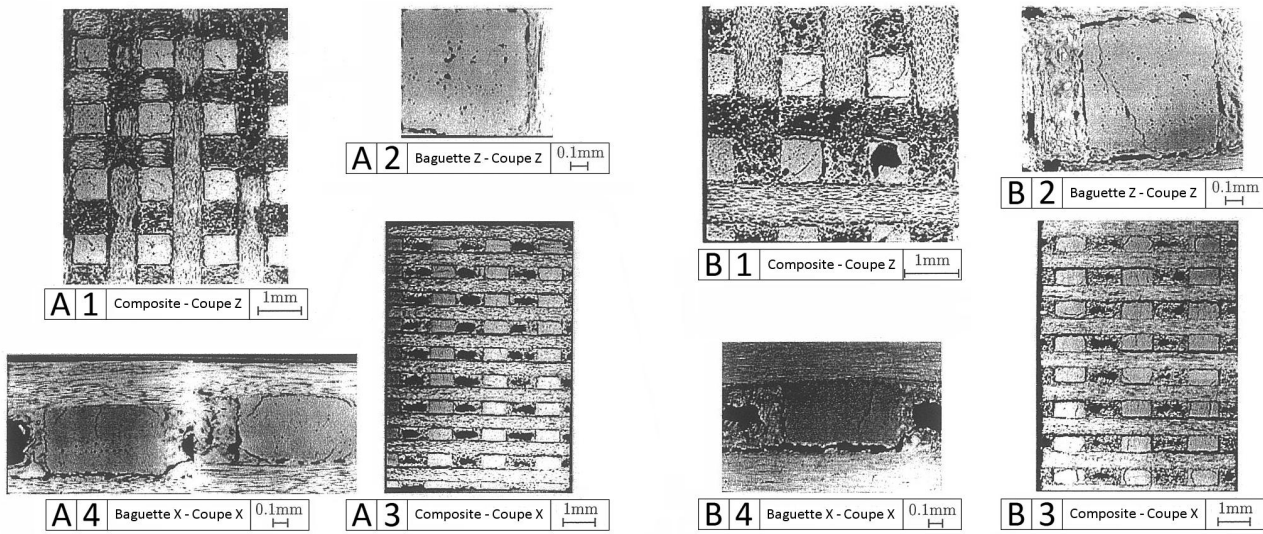 A 1 Composite - Coupe Z 1mm
A 2 Baguette Z - Coupe Z 0.1mm
A 4 Baguette X - Coupe X 0.1mm
A 3 Composite - Coupe X 1mm
B 1 Composite - Coupe Z 1mm
B 2 Baguette Z - Coupe Z 0.1mm
B 4 Baguette X - Coupe X 0.1mm
B 3 Composite - Coupe X 1mm